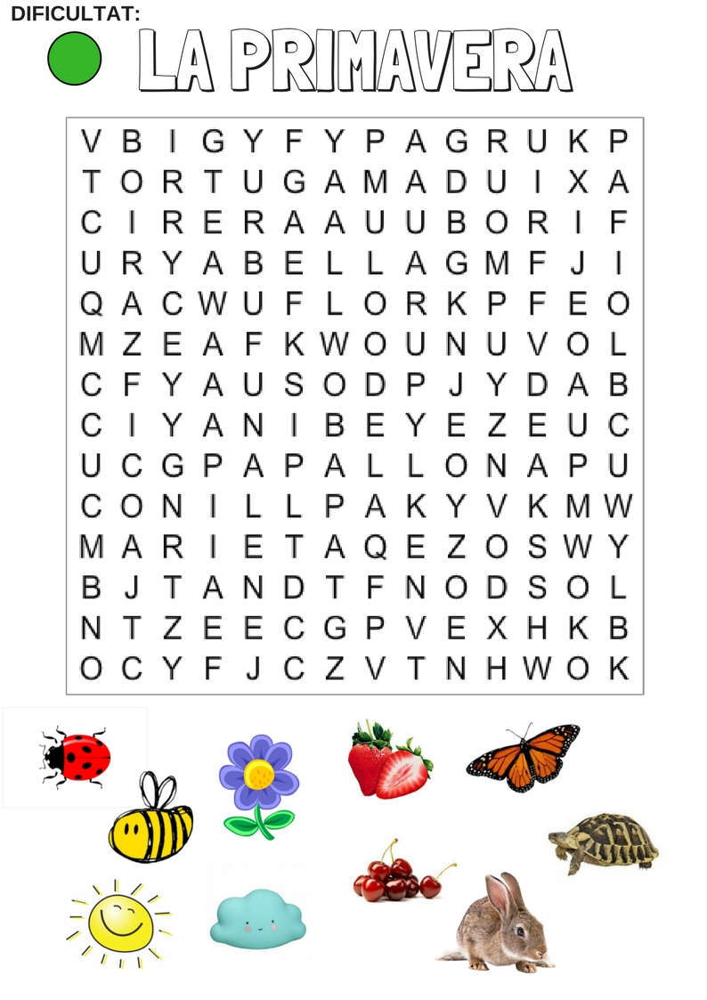 DIFICULTAT:
LA PRIMAVERA
V B I G Y F Y P A G R U K P
T O R T U G A M A D U I X A
C I R E R A A U U B O R I F
U R Y A B E L L A G M F J I
Q A C W U F L O R K P F E O
M Z E A F K W O U N U V O L
C F Y A U S O D P J Y D A B
C I Y A N I B E Y E Z E U C
U C G P A P A L L O N A P U
C O N I L L P A K Y V K M W
M A R I E T A Q E Z O S W Y
B J T A N D T F N O D S O L
N T Z E E C G P V E X H K B
O C Y F J C Z V T N H W O K